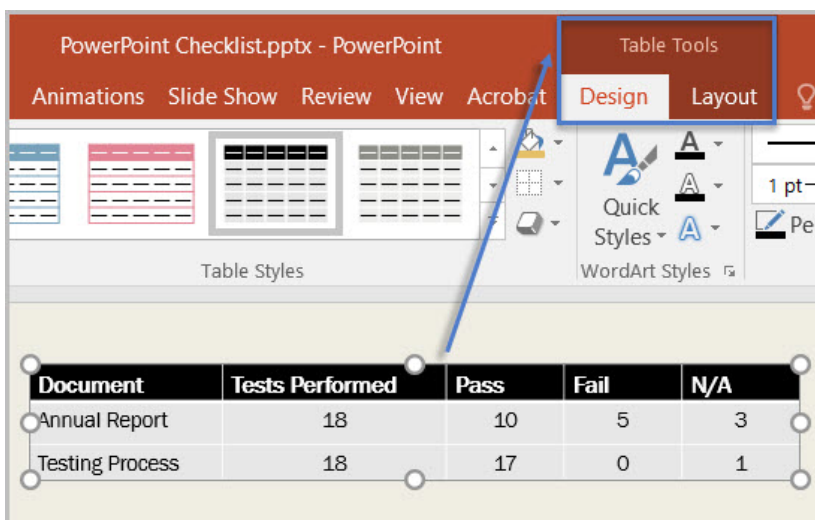 PowerPoint Checklist.pptx - PowerPoint Table Tools
Animations Slide Show Review View Acrobat Design Layout
Quick
Styles
A
A
A
1 pt
Pe
Table Styles WordArt Styles
Document Tests Performed Pass Fail N/A
Annual Report 18 10 5 3
Testing Process 18 17 0 1